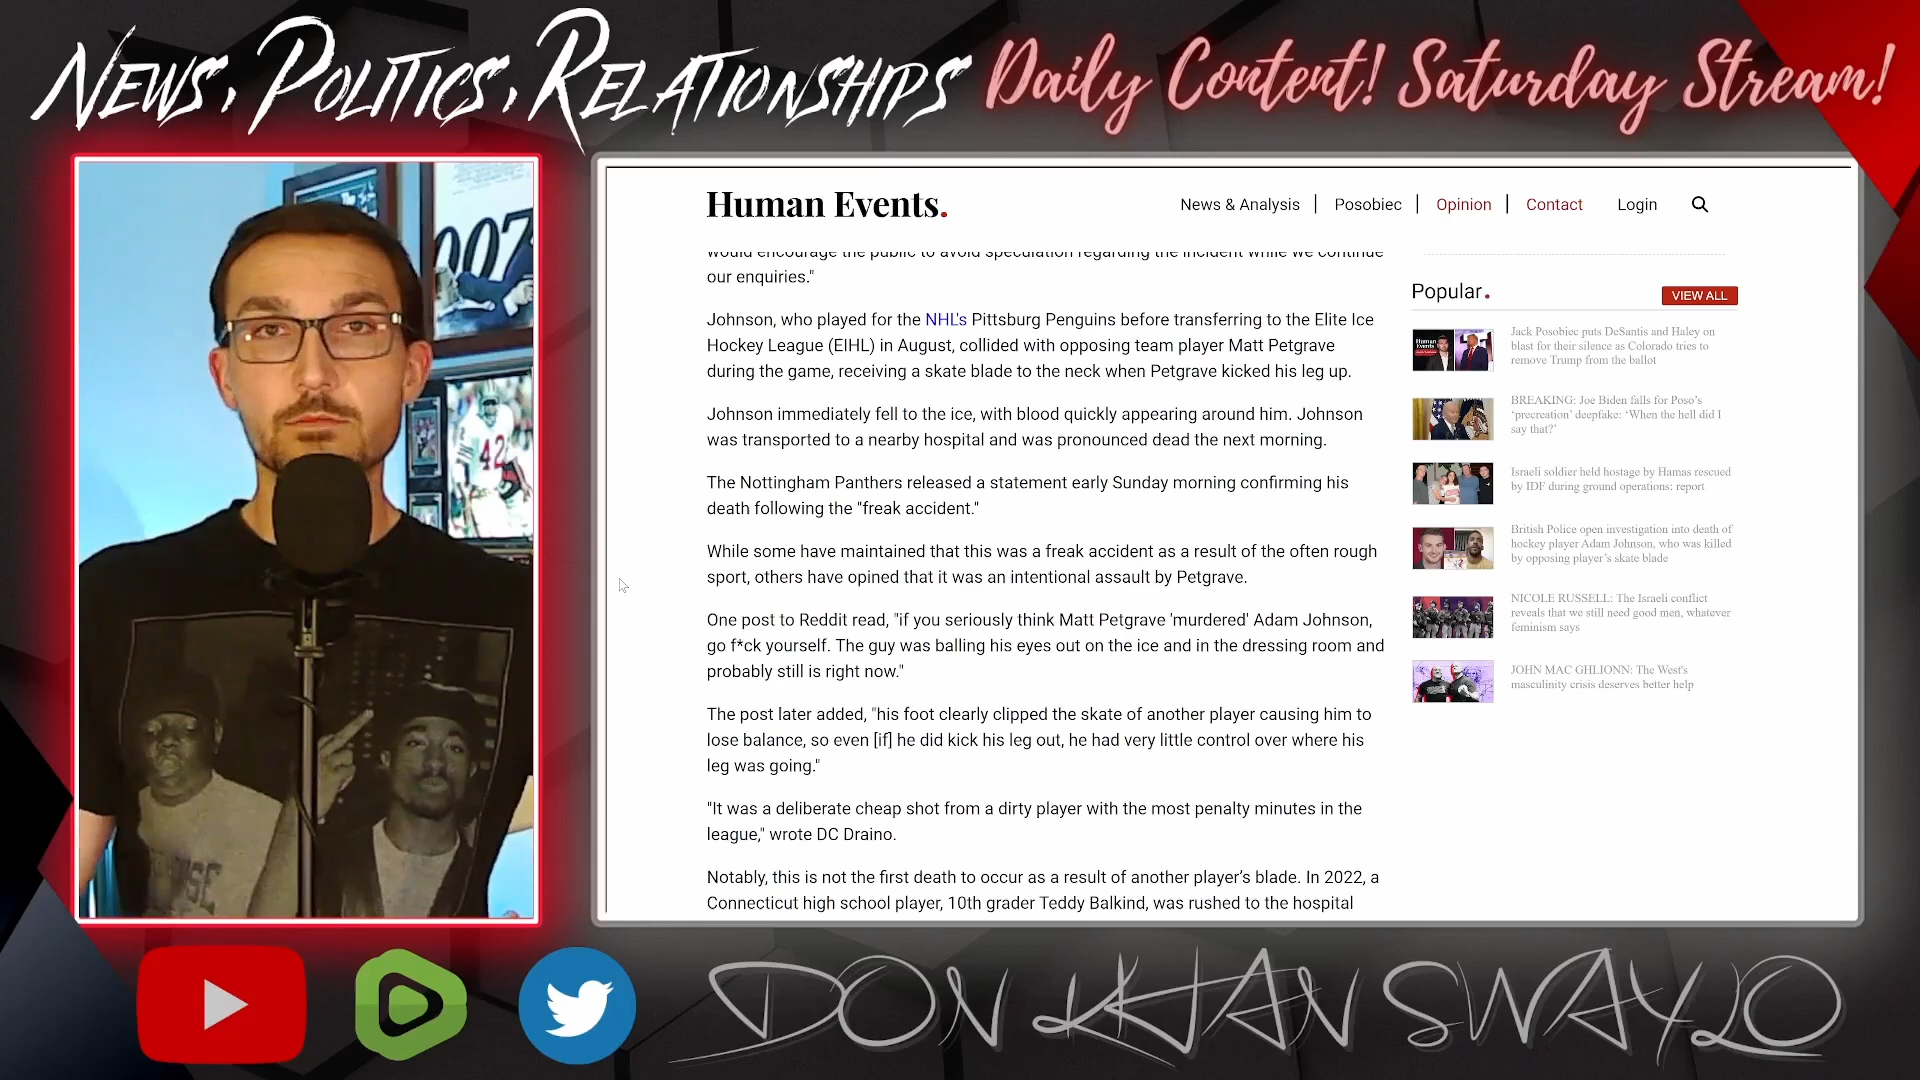 NEWS, POLITICS, RELATIONSHIPS Daily Content! Saturday Stream!
007
42
Human Events.
News & Analysis | Posobiec | Opinion | Contact Login
would encourage the public to avoid speculation regarding the incident while we continue
our enquiries."
Johnson, who played for the NHL's Pittsburg Penguins before transferring to the Elite Ice
Hockey League (EIHL) in August, collided with opposing team player Matt Petgrave
during the game, receiving a skate blade to the neck when Petgrave kicked his leg up.
Johnson immediately fell to the ice, with blood quickly appearing around him. Johnson
was transported to a nearby hospital and was pronounced dead the next morning.
The Nottingham Panthers released a statement early Sunday morning confirming his
death following the "freak accident."
While some have maintained that this was a freak accident as a result of the often rough
sport, others have opined that it was an intentional assault by Petgrave.
One post to Reddit read, "if you seriously think Matt Petgrave 'murdered' Adam Johnson,
go f*ck yourself. The guy was balling his eyes out on the ice and in the dressing room and
probably still is right now."
The post later added, "his foot clearly clipped the skate of another player causing him to
lose balance, so even [if] he did kick his leg out, he had very little control over where his
leg was going."
"It was a deliberate cheap shot from a dirty player with the most penalty minutes in the
league," wrote DC Draino.
Notably, this is not the first death to occur as a result of another player's blade. In 2022, a
Connecticut high school player, 10th grader Teddy Balkind, was rushed to the hospital
Popular.
VIEW ALL
Jack Posobiec puts DeSantis and Haley on
blast for their silence as Colorado tries to
remove Trump from the ballot
BREAKING: Joe Biden falls for Poso's
'precreation' deepfake: 'When the hell did I
say that?'
Israeli soldier held hostage by Hamas rescued
by IDF during ground operations: report
British Police open investigation into death of
hockey player Adam Johnson, who was killed
by opposing player's skate blade
NICOLE RUSSELL: The Israeli conflict
reveals that we still need good men, whatever
feminism says
JOHN MAC GHLIONN: The West's
masculinity crisis deserves better help
DON KHAN SWAYLO